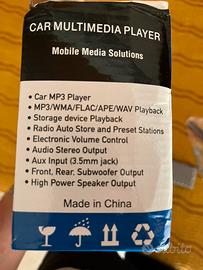 CAR MULTIMEDIA PLAYER
Mobile Media Solutions
• Car MP3 Player
• MP3/WMA/FLAC/APE/WAV Playback
• Storage device Playback
• Radio Auto Store and Preset Stations
• Electronic Volume Control
• Audio Stereo Output
• Aux Input (3.5mm jack)
• Front, Rear, Subwoofer Output
• High Power Speaker Output
Made in China
subito